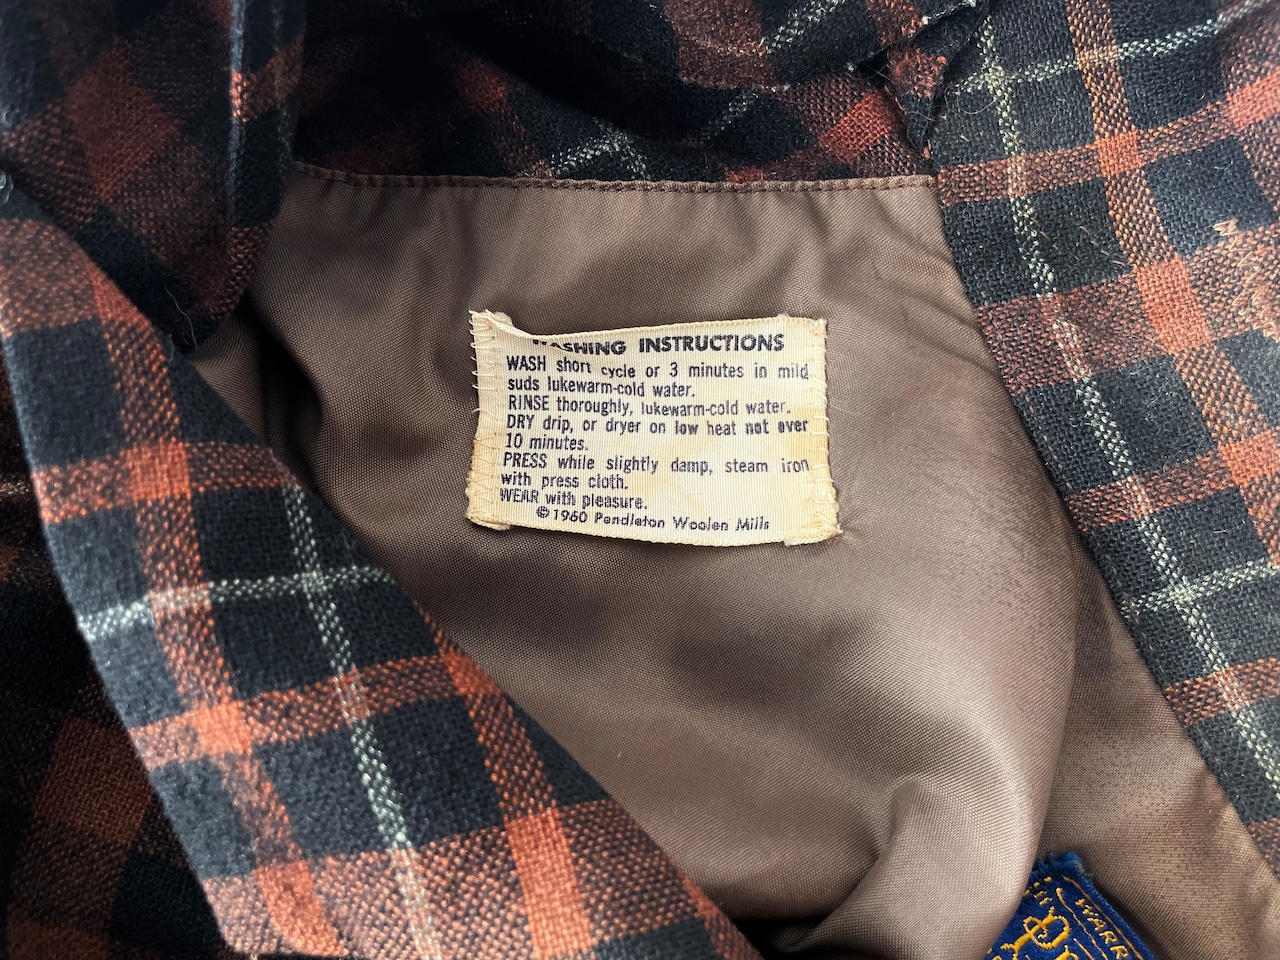 WASHING INSTRUCTIONS
WASH short cycle or 3 minutes in mild
suds lukewarm-cold water.
RINSE thoroughly, lukewarm-cold water.
DRY drip, or dryer on low heat not over
10 minutes.
PRESS while slightly damp, steam iron
with press cloth.
WEAR with pleasure.
© 1960 Pendleton Woolen Mills
WARR